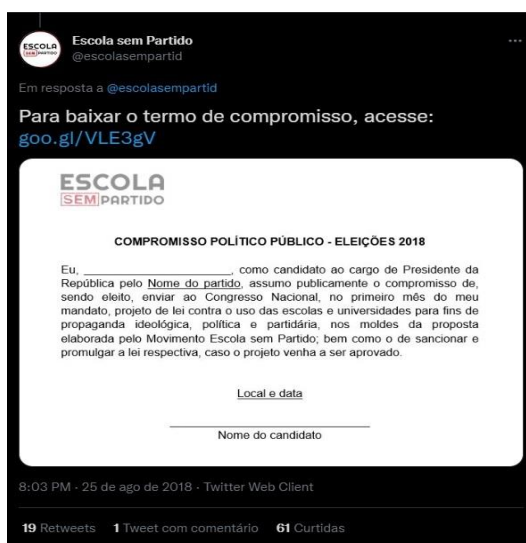 ESCOLA
SEM PARTIDO
Escola sem Partido
@escolasempartid
Em resposta a @escolasempartid
Para baixar o termo de compromisso, acesse:
goo.gl/VLE3gV
ESCOLA
SEM PARTIDO
COMPROMISSO POLÍTICO PÚBLICO - ELEIÇÕES 2018
Eu, ____________________, como candidato ao cargo de Presidente da
República pelo Nome do partido, assumo publicamente o compromisso de,
sendo eleito, enviar ao Congresso Nacional, no primeiro mês do meu
mandato, projeto de lei contra o uso das escolas e universidades para fins de
propaganda ideológica, política e partidária, nos moldes da proposta
elaborada pelo Movimento Escola sem Partido; bem como o de sancionar e
promulgar a lei respectiva, caso o projeto venha a ser aprovado.
Local e data
Nome do candidato
8:03 PM · 25 de ago de 2018 · Twitter Web Client
19 Retweets 1 Tweet com comentário 61 Curtidas